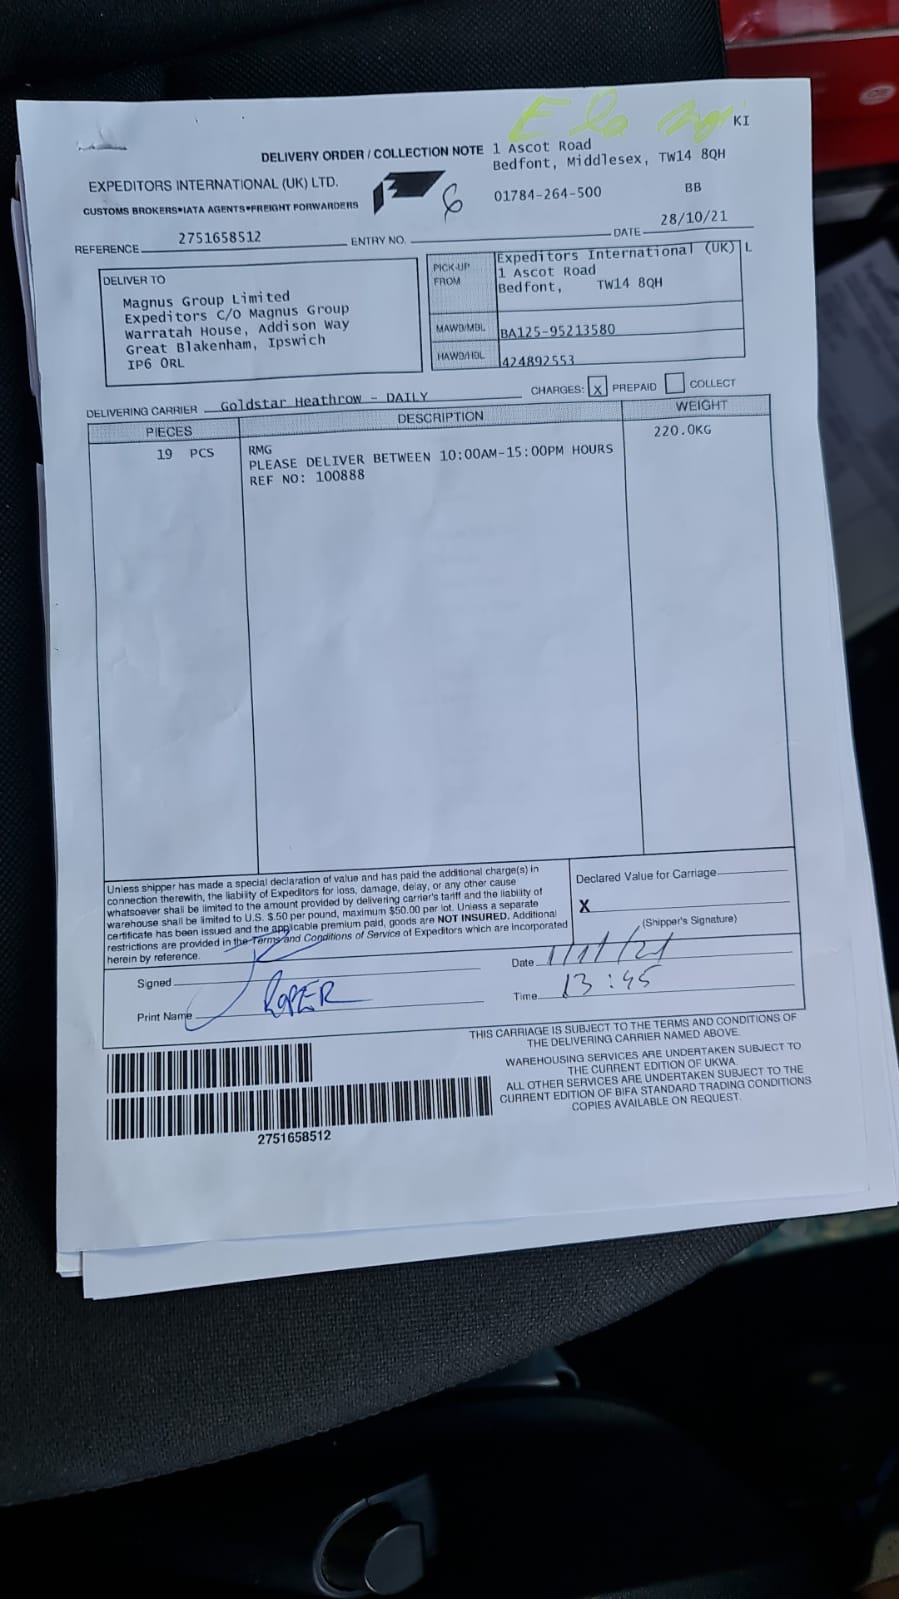 KI
DELIVERY ORDER / COLLECTION NOTE
1 Ascot Road
Bedfont, Middlesex, TW14 8QH
EXPEDITORS INTERNATIONAL (UK) LTD.
01784-264-500
BB
CUSTOMS BROKERS•IATA AGENTS•FREIGHT FORWARDERS
6
REFERENCE 2751658512 ENTRY NO. DATE 28/10/21
DELIVER TO
Magnus Group Limited
Expeditors C/o Magnus Group
Warratah House, Addison Way
Great Blakenham, Ipswich
IP6 0RL
PICK-UP FROM
Expeditors International (UK) L
1 Ascot Road
Bedfont, TW14 8QH
MAWB/MBL BA125-95213580
HAWB/HBL 424892553
DELIVERING CARRIER Goldstar Heathrow - DAILY CHARGES: X PREPAID COLLECT
PIECES DESCRIPTION WEIGHT
19 PCS RMG 220.0KG
PLEASE DELIVER BETWEEN 10:00AM-15:00PM HOURS
REF NO: 100888
Unless shipper has made a special declaration of value and has paid the additional charge(s) in
connection therewith, the liability of Expeditors for loss, damage, delay, or any other cause
whatsoever shall be limited to the amount provided by delivering carrier's tariff and the liability of
warehouse shall be limited to U.S. $.50 per pound, maximum $50.00 per lot. Unless a separate
certificate has been issued and the applicable premium paid, goods are NOT INSURED. Additional
restrictions are provided in the Terms and Conditions of Service of Expeditors which are incorporated
herein by reference.
Declared Value for Carriage
X
(Shipper's Signature)
Signed
Date 1/11/21
Print Name ROPER
Time 13:45
THIS CARRIAGE IS SUBJECT TO THE TERMS AND CONDITIONS OF
THE DELIVERING CARRIER NAMED ABOVE.
WAREHOUSING SERVICES ARE UNDERTAKEN SUBJECT TO
THE CURRENT EDITION OF UKWA.
ALL OTHER SERVICES ARE UNDERTAKEN SUBJECT TO THE
CURRENT EDITION OF BIFA STANDARD TRADING CONDITIONS
COPIES AVAILABLE ON REQUEST.
2751658512